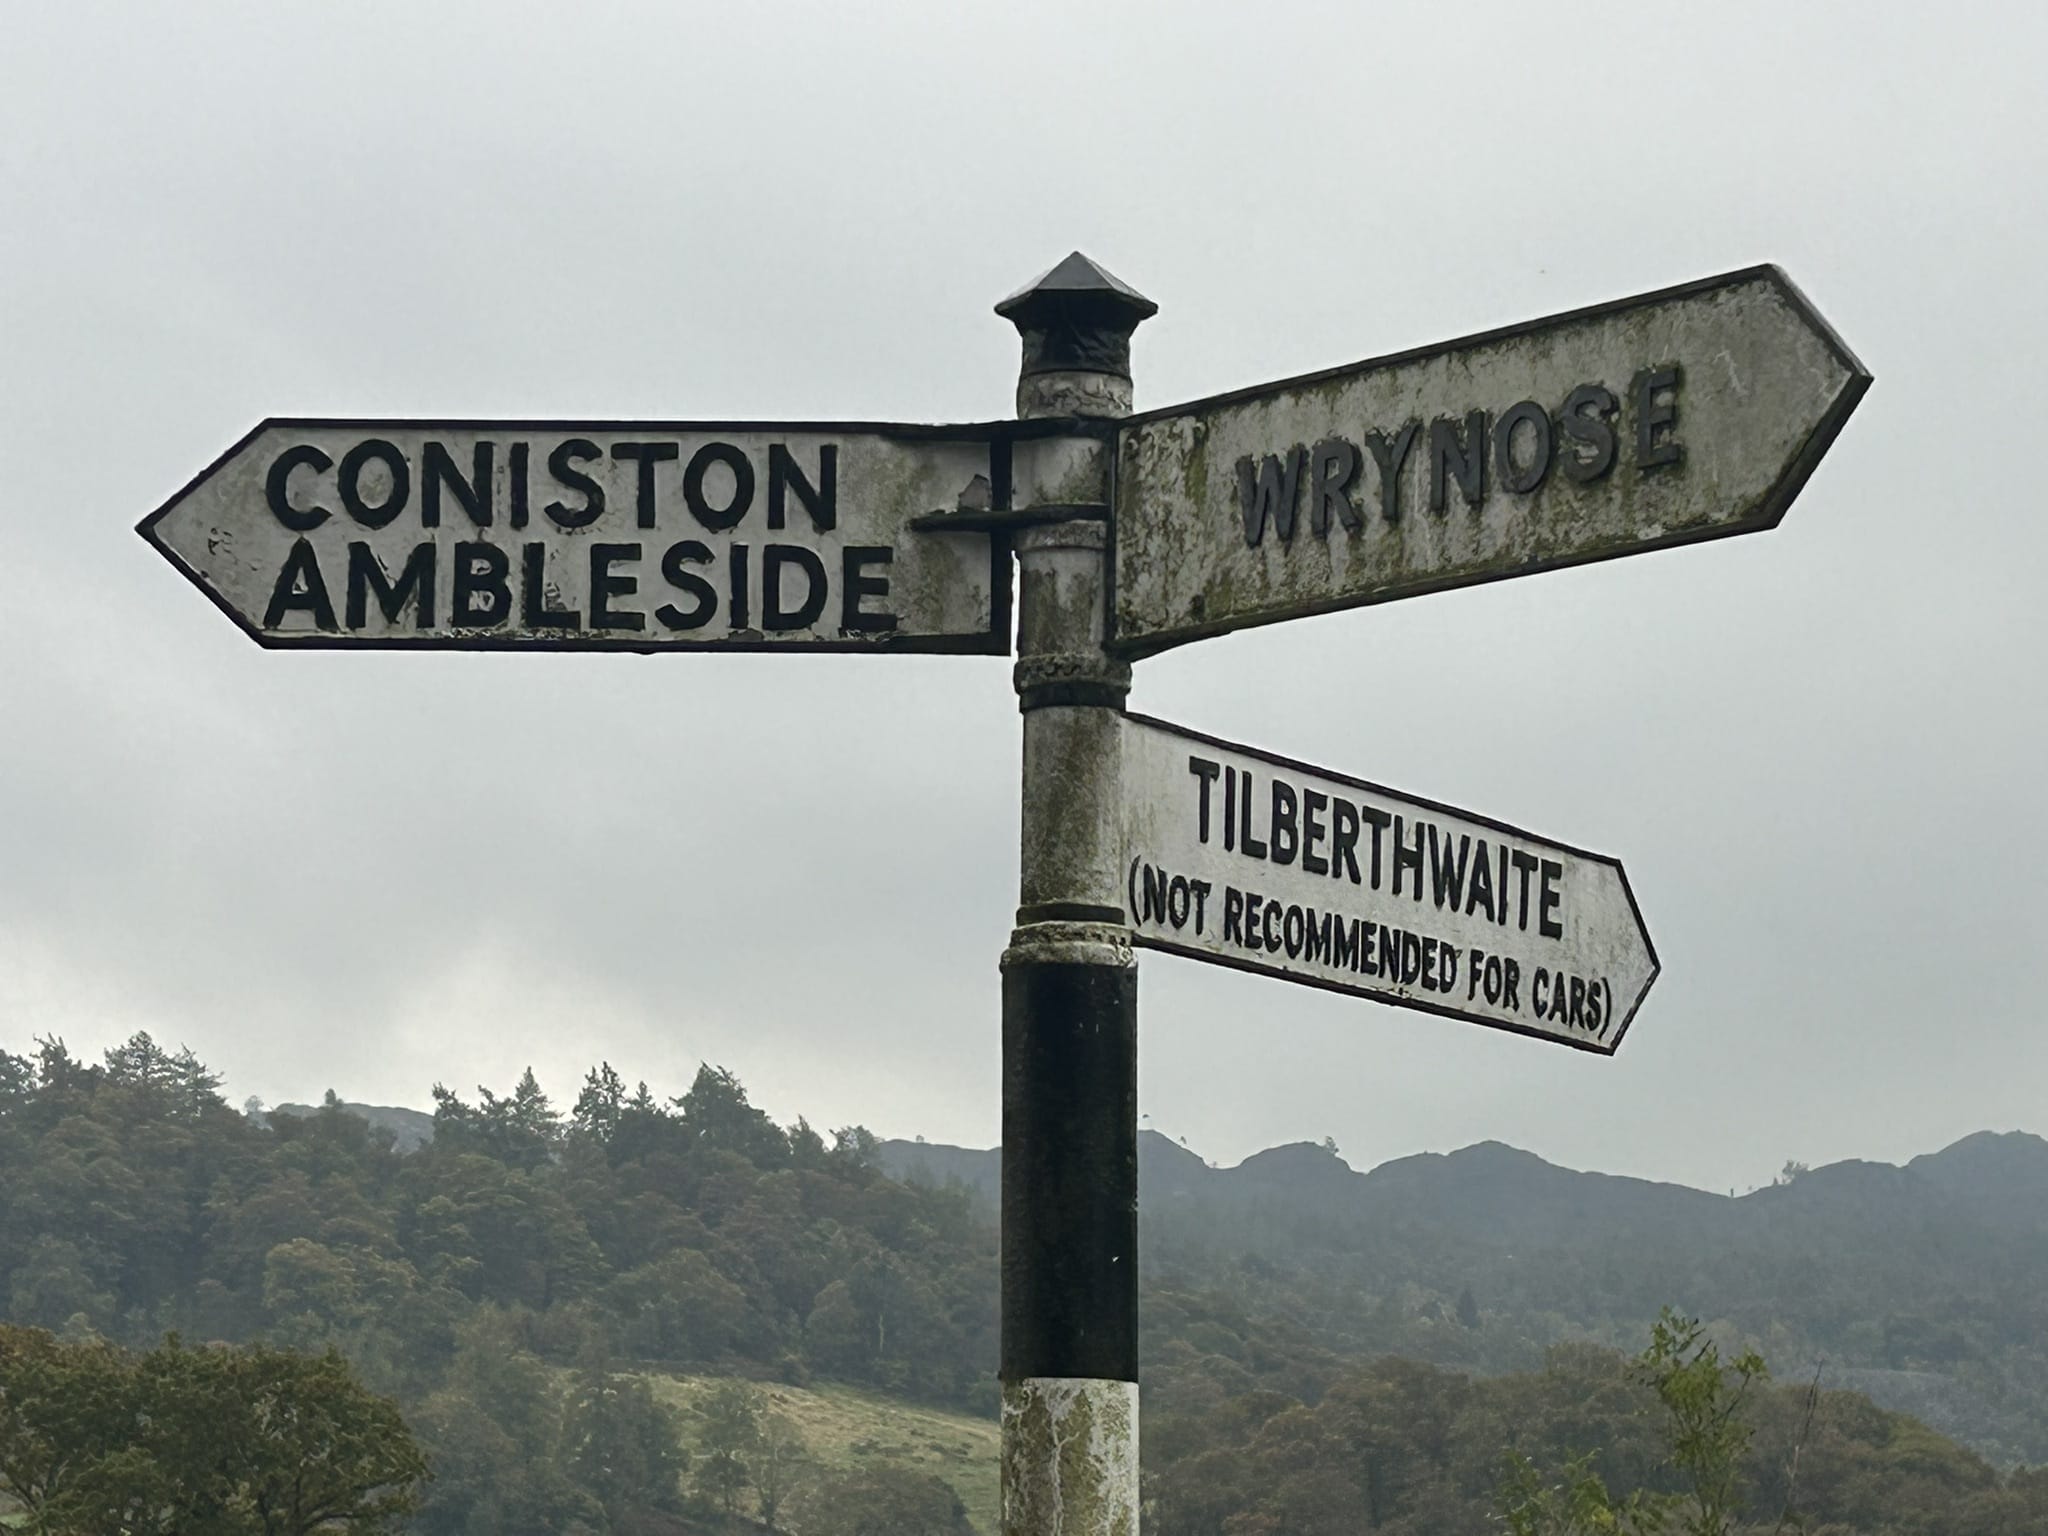 CONISTON
AMBLESIDE
WRYNOSE
TILBERTHWAITE
(NOT RECOMMENDED FOR CARS)